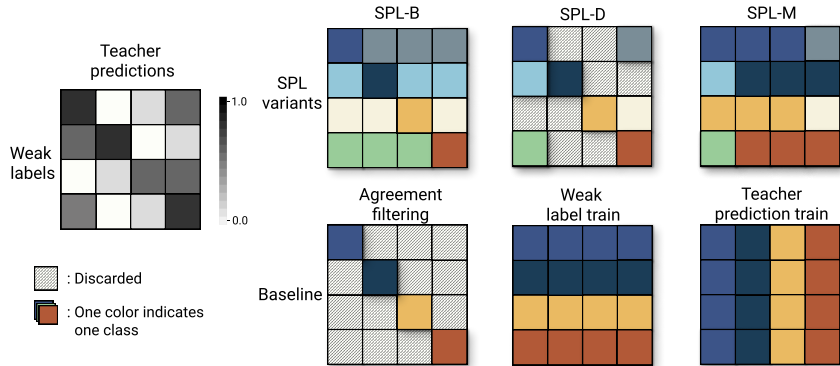 SPL-B
SPL-D
SPL-M
Teacher
predictions
SPL
variants
1.0
Weak
labels
0.0
Agreement
filtering
Weak
label train
Teacher
prediction train
: Discarded
Baseline
: One color indicates
one class